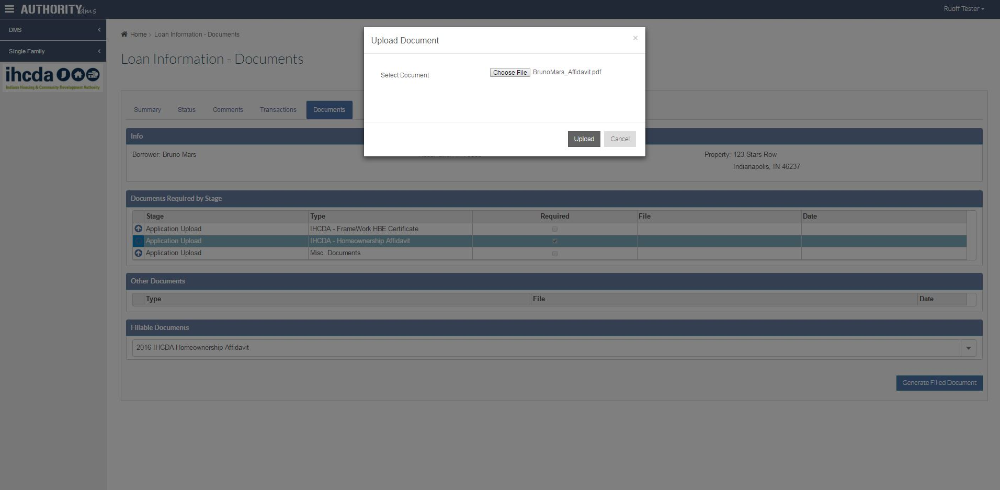 AUTHORITYdms
Ruoff Tester
DMS
Single Family
ihcda
Indiana Housing & Community Development Authority
Home > Loan Information - Documents
Loan Information - Documents
Upload Document ×
Select Document Choose File BrunoMars_Affidavit.pdf
Upload Cancel
Summary Status Comments Transactions Documents
Info
Borrower: Bruno Mars Property: 123 Stars Row
Indianapolis, IN 46237
Documents Required by Stage
Stage Type Required File Date
Application Upload IHCDA - FrameWork HBE Certificate
Application Upload IHCDA - Homeownership Affidavit
Application Upload Misc. Documents
Other Documents
Type File Date
Fillable Documents
2016 IHCDA Homeownership Affidavit
Generate Filled Document